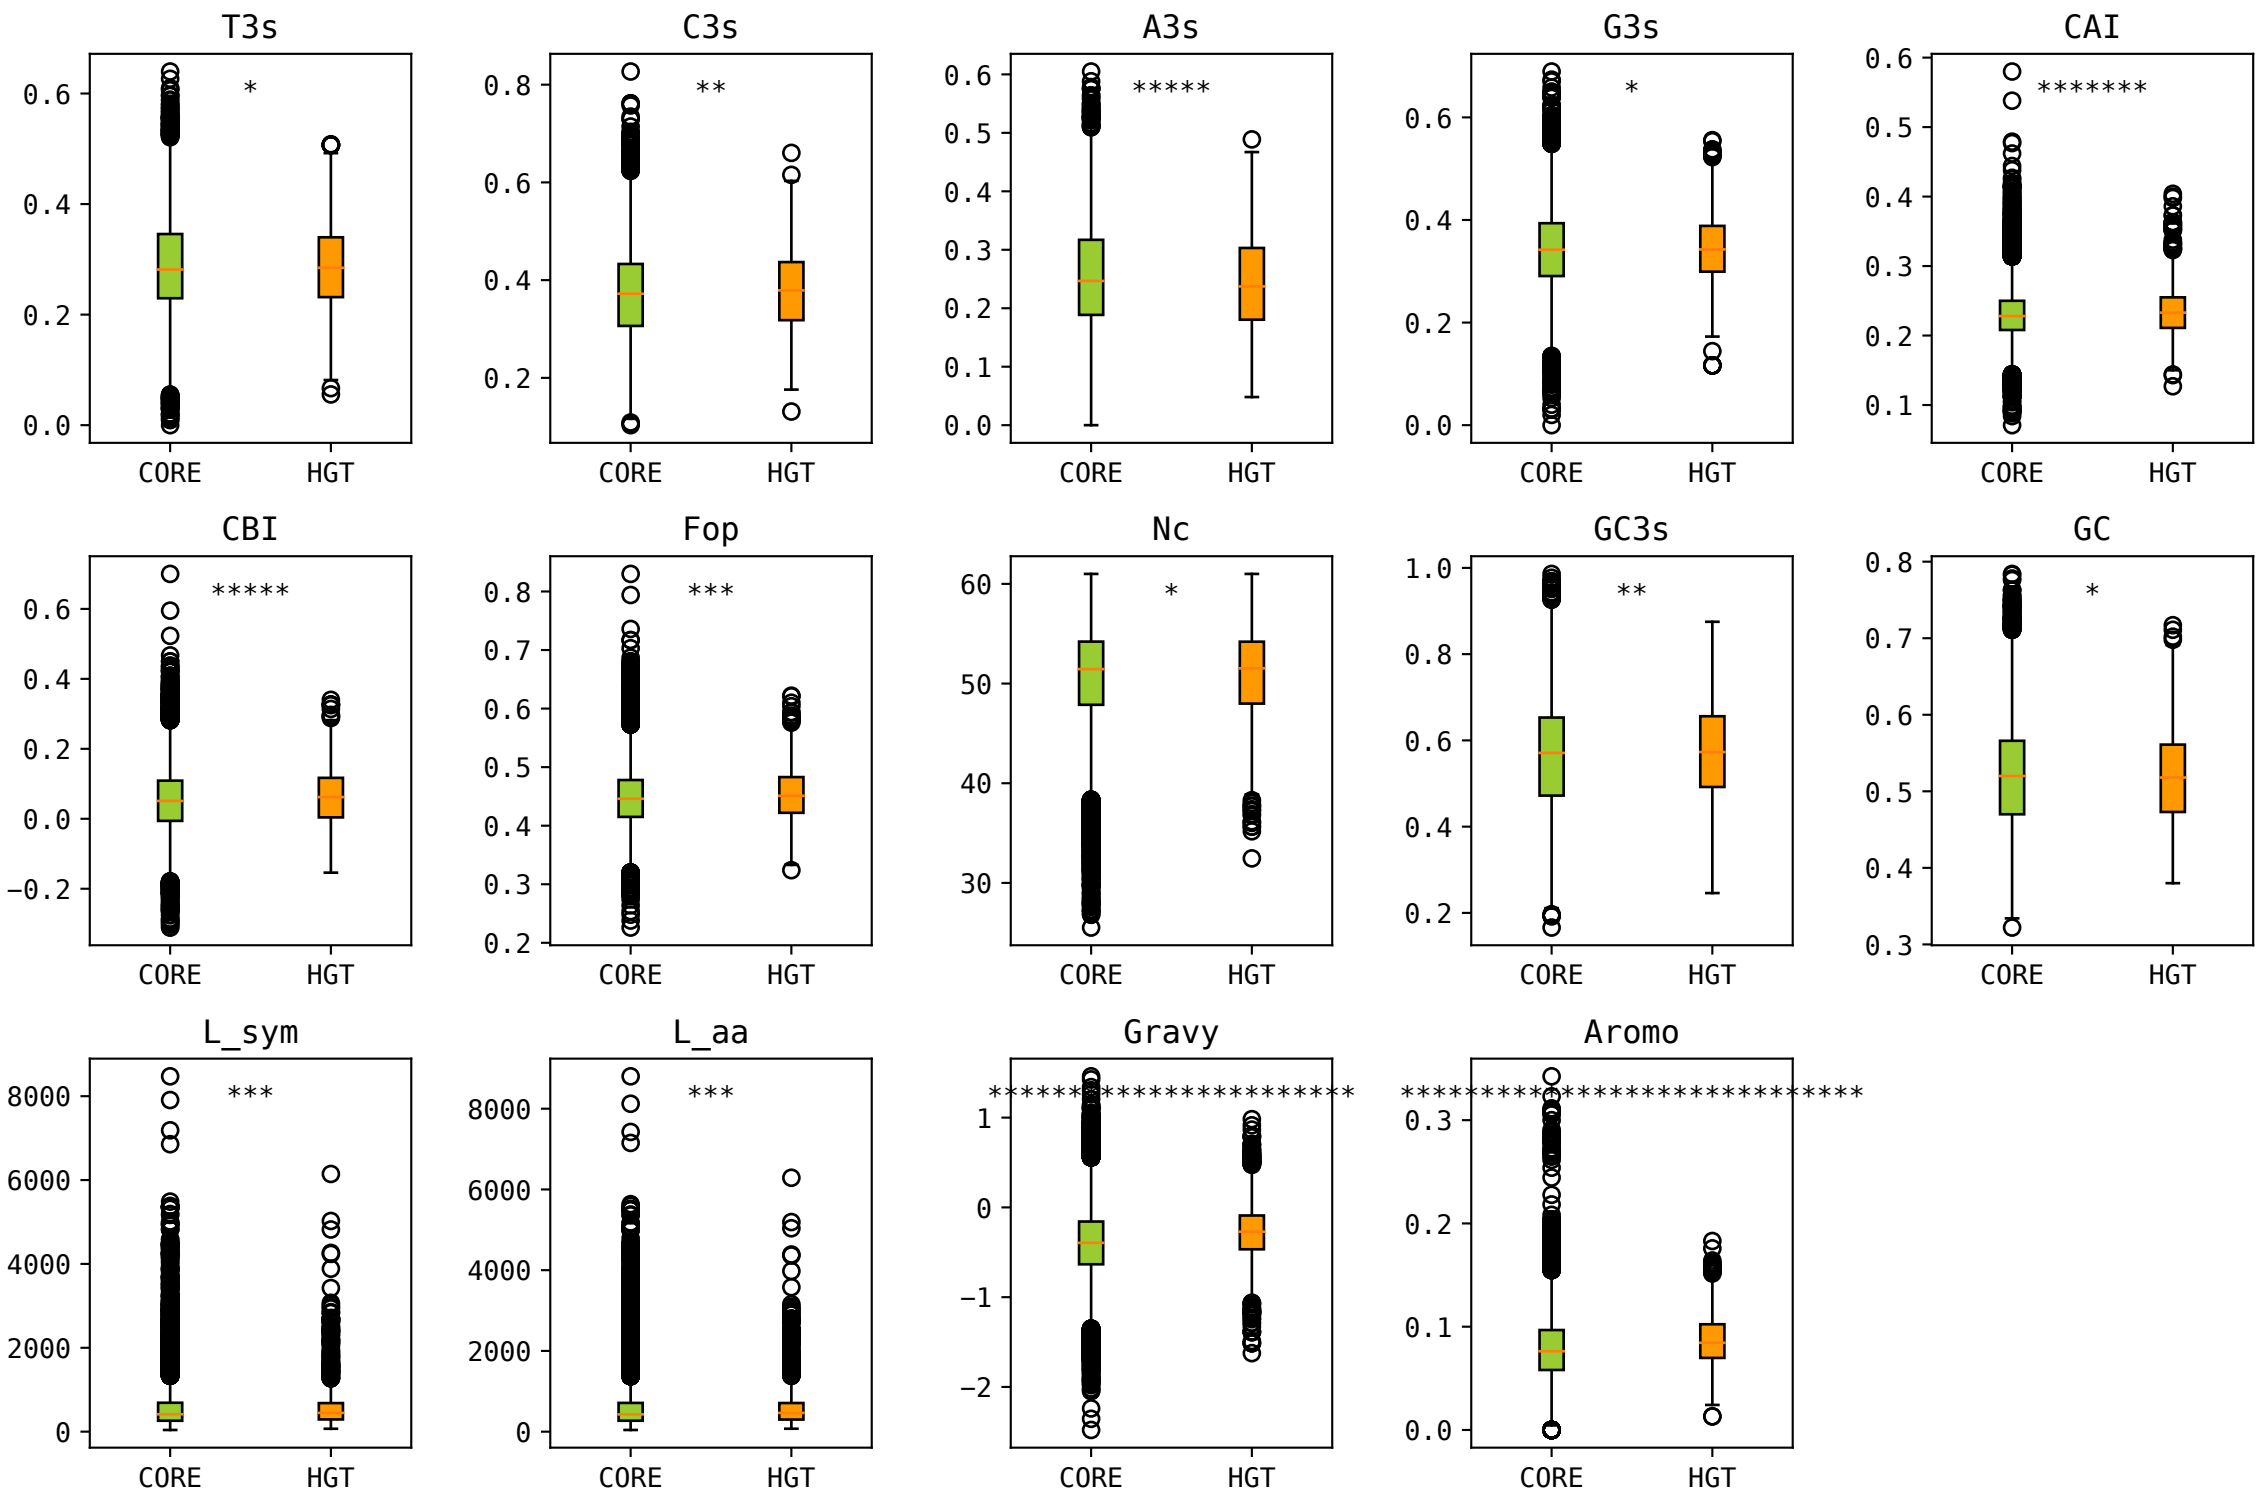 T3s C3s A3s G3s CAI
* ** ***** * *******
0.6 0.8 0.6 0.6 0.6
0.4 0.6 0.5 0.4 0.5
0.2 0.4 0.4 0.2 0.4
0.0 0.2 0.3 0.0 0.3
0.2 0.2
0.1 0.1
0.0
CORE HGT CORE HGT CORE HGT CORE HGT CORE HGT
CBI Fop Nc GC3s GC
***** *** * ** *
0.6 0.8 60 1.0 0.8
0.4 0.7 50 0.8 0.7
0.2 0.6 40 0.6 0.6
0.0 0.5 30 0.4 0.5
−0.2 0.4 0.2 0.4
0.3 0.3
0.2
CORE HGT CORE HGT CORE HGT CORE HGT CORE HGT
L_sym L_aa Gravy Aromo
*** *** *********************** *****************************
8000 8000 1 0.3
6000 6000 0 0.2
4000 4000 −1 0.1
2000 2000 −2 0.0
0 0
CORE HGT CORE HGT CORE HGT CORE HGT